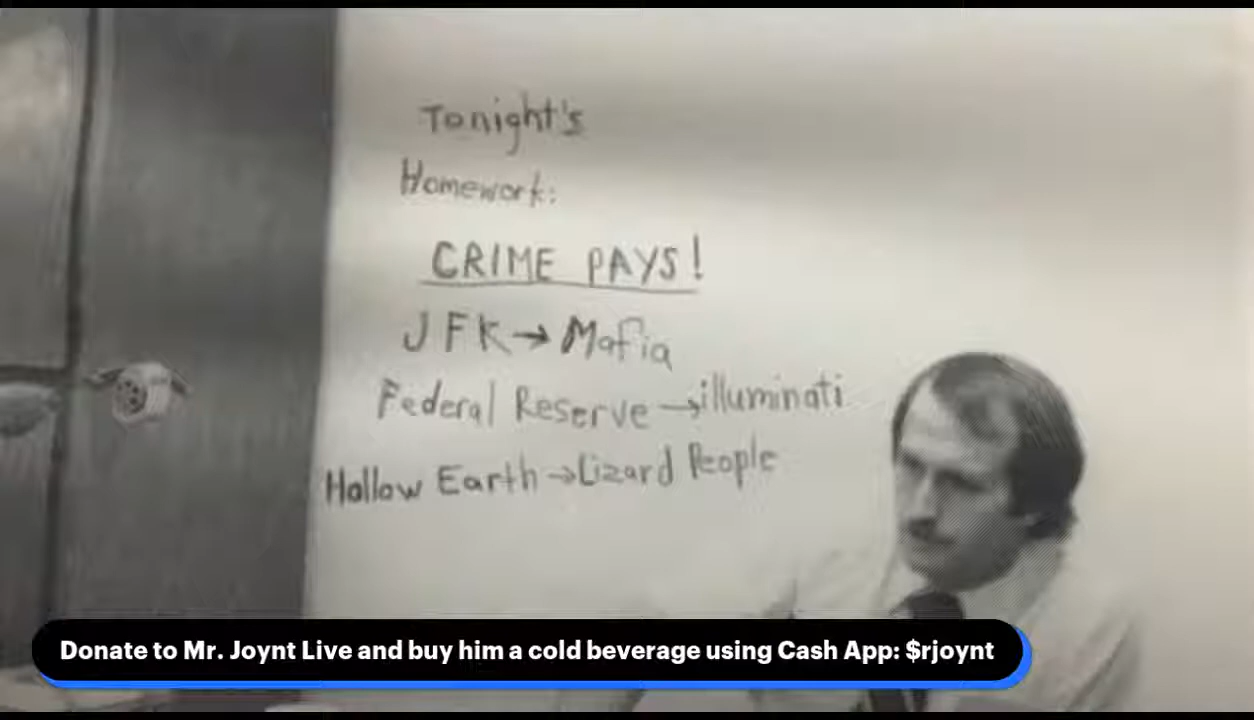 Tonight's
Homework:
CRIME PAYS!
JFK→Mafia
Federal Reserve→illuminati
Hollow Earth→Lizard People
Donate to Mr. Joynt Live and buy him a cold beverage using Cash App: $rjoynt